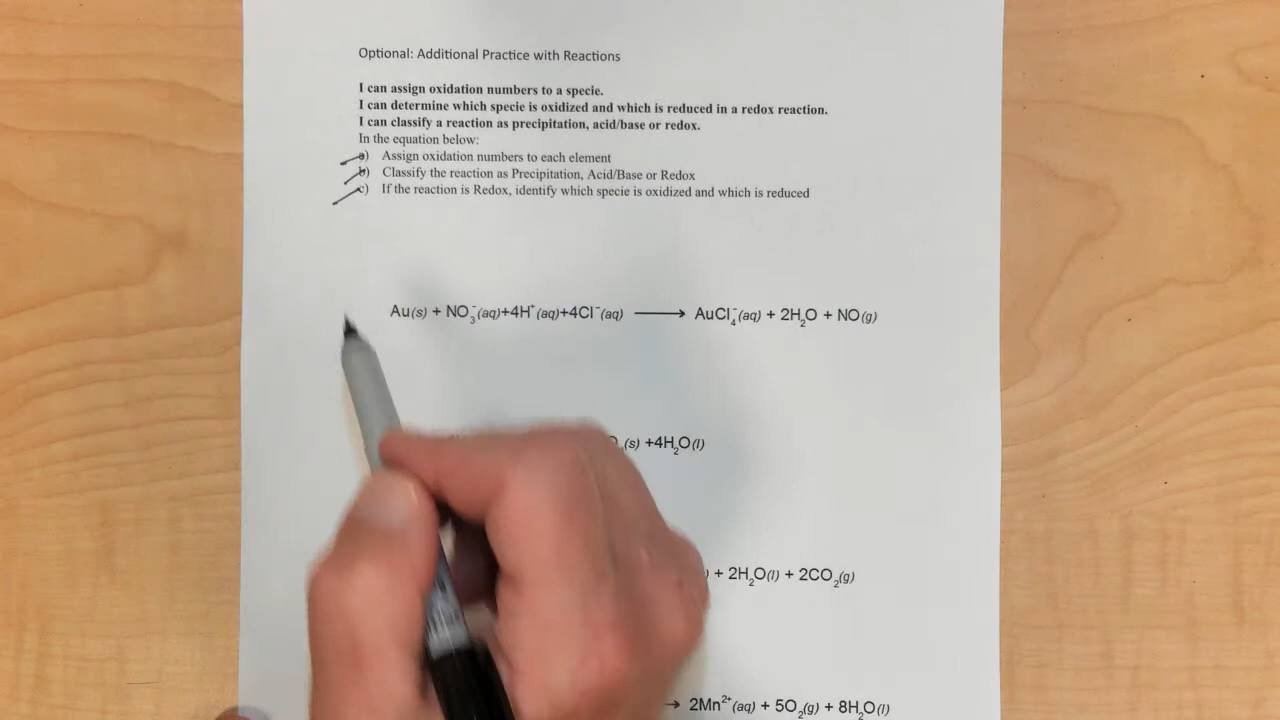 Optional: Additional Practice with Reactions
I can assign oxidation numbers to a specie.
I can determine which specie is oxidized and which is reduced in a redox reaction.
I can classify a reaction as precipitation, acid/base or redox.
In the equation below:
a) Assign oxidation numbers to each element
b) Classify the reaction as Precipitation, Acid/Base or Redox
c) If the reaction is Redox, identify which specie is oxidized and which is reduced
Au(s) + NO₃⁻(aq)+4H⁺(aq)+4Cl⁻(aq) ⟶ AuCl₄⁻(aq) + 2H₂O + NO(g)
(s) +4H₂O(l)
) + 2H₂O(l) + 2CO₂(g)
→ 2Mn²⁺(aq) + 5O₂(g) + 8H₂O(l)